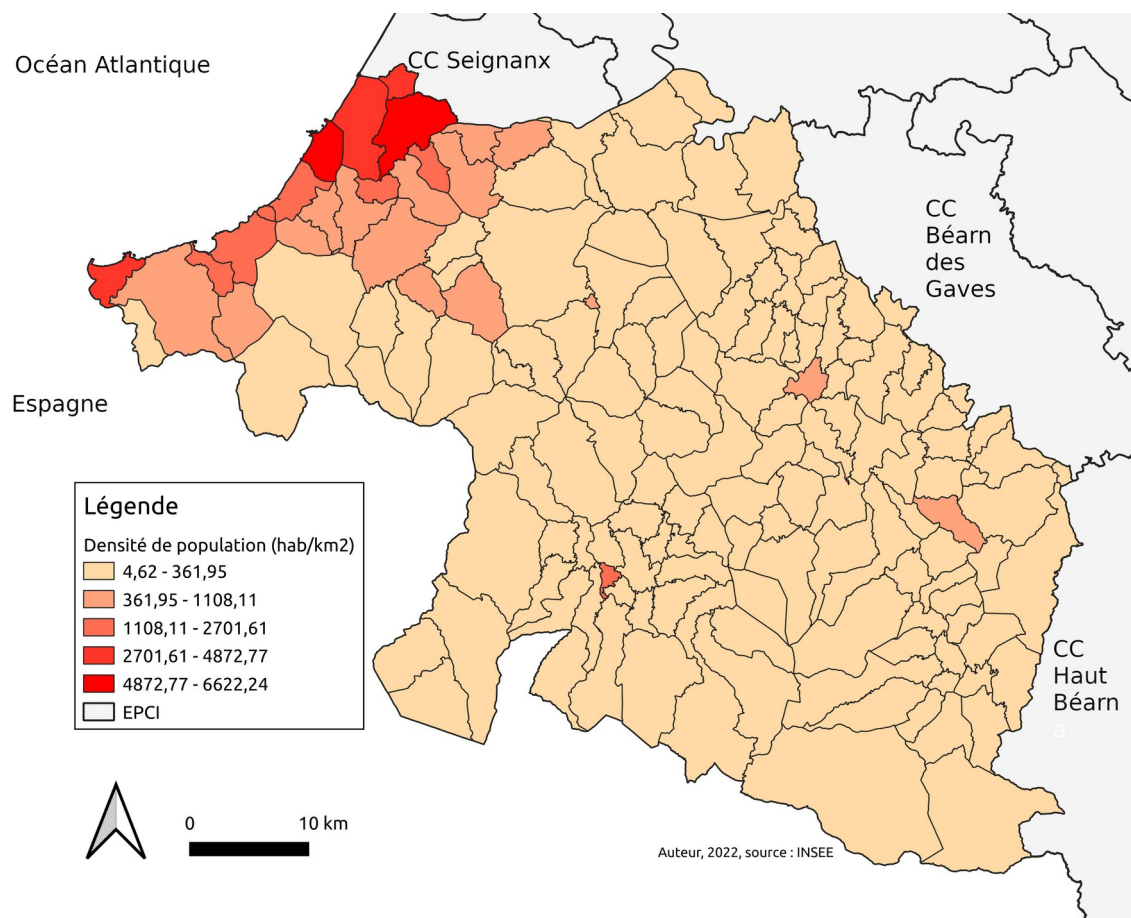 Océan Atlantique
CC Seignanx
CC
Béarn
des
Gaves
Espagne
Légende
Densité de population (hab/km2)
4,62 - 361,95
361,95 - 1108,11
1108,11 - 2701,61
2701,61 - 4872,77
4872,77 - 6622,24
EPCI
CC
Haut
Béarn
a
0 10 km
Auteur, 2022, source : INSEE